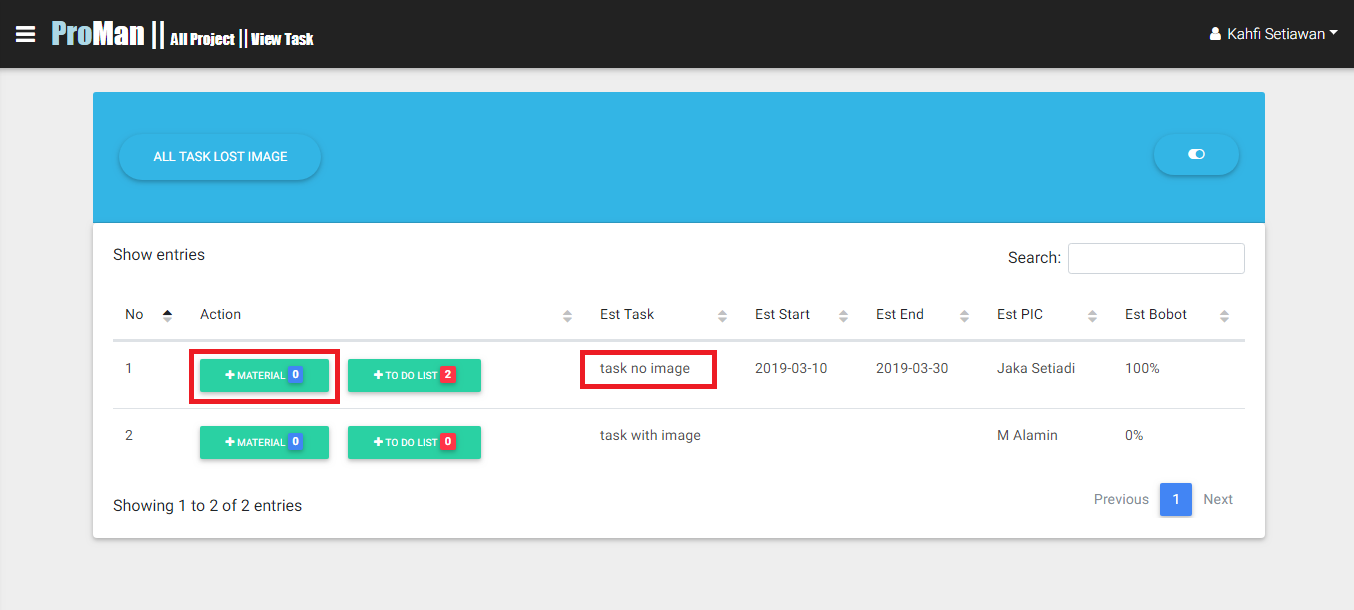 ProMan || All Project || View Task
Kahfi Setiawan
ALL TASK LOST IMAGE
Show entries
Search:
No Action Est Task Est Start Est End Est PIC Est Bobot
1 +MATERIAL 0 +TO DO LIST 2 task no image 2019-03-10 2019-03-30 Jaka Setiadi 100%
2 +MATERIAL 0 +TO DO LIST 0 task with image M Alamin 0%
Showing 1 to 2 of 2 entries
Previous 1 Next